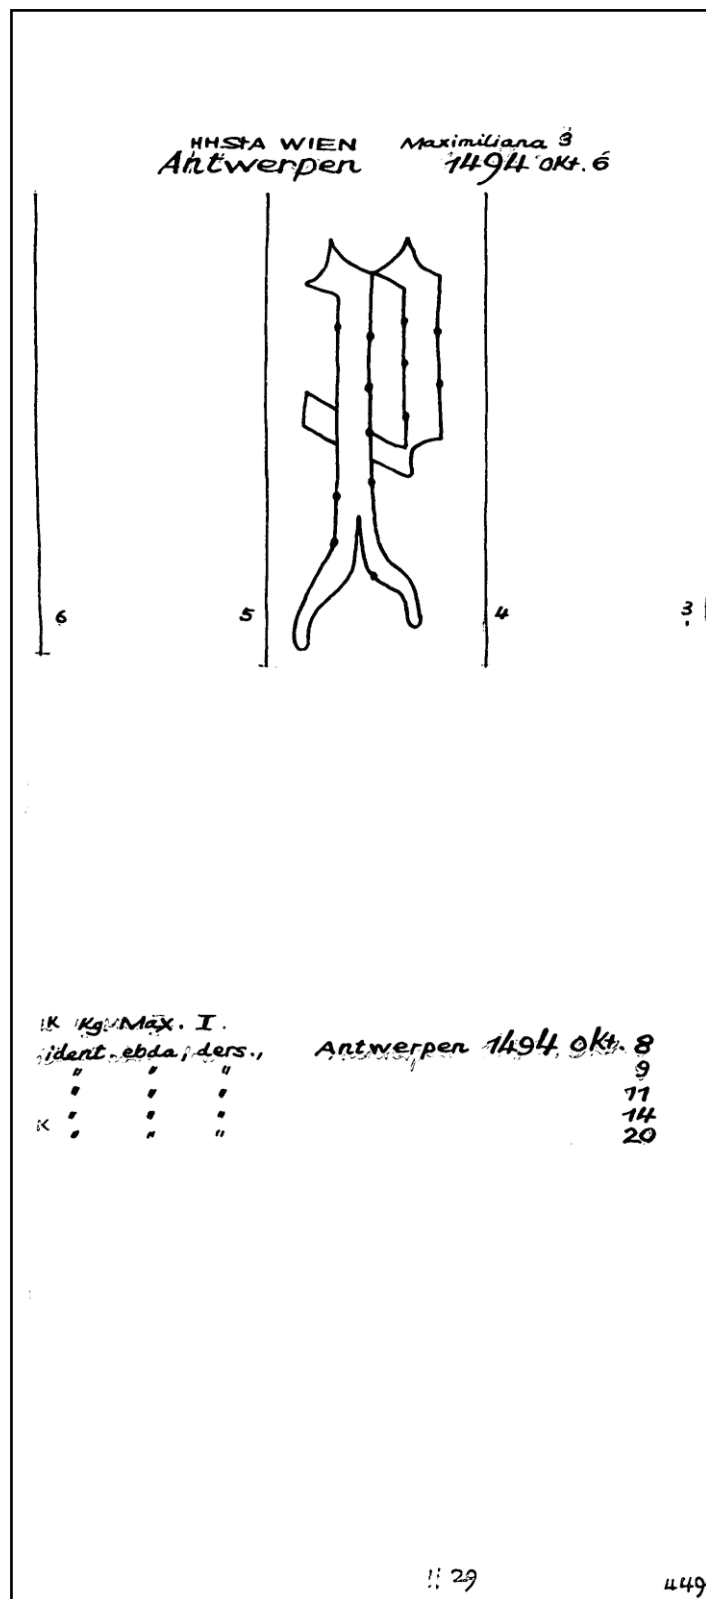 HHStA WIEN Maximiliana 3
Antwerpen 1494 Okt. 6
6 5 4 3
K Kg. Max. I.
ident. ebda, ders., Antwerpen 1494 Okt. 8
" " " 9
" " " 11
" " " 14
K " " " 20
29 449